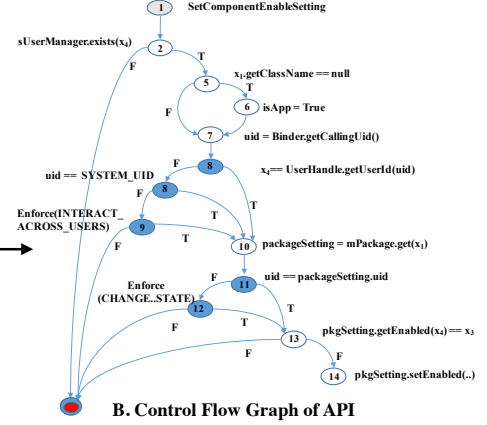 1 SetComponentEnableSetting
sUserManager.exists(x4) 2
F T
5 x1.getClassName == null
T
F 6 isApp = True
7 uid = Binder.getCallingUid()
F 8 x4== UserHandle.getUserId(uid)
uid == SYSTEM_UID 8
F T
T
Enforce(INTERACT_
ACROSS_USERS) 9
F T
10 packageSetting = mPackage.get(x1)
F 11 uid == packageSetting.uid
Enforce
(CHANGE..STATE) 12
T
F T
13 pkgSetting.getEnabled(x4) == x3
F F
14 pkgSetting.setEnabled(..)
B. Control Flow Graph of API